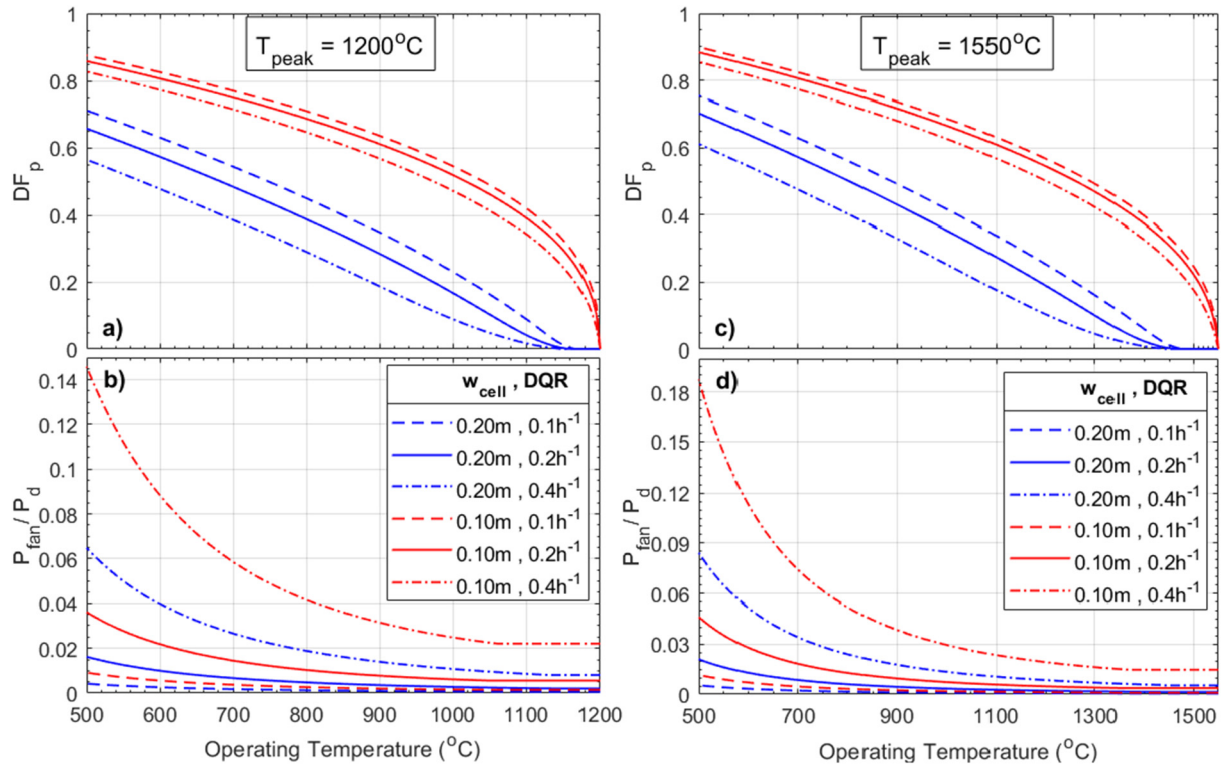 T_peak = 1200°C
DF_p
1
0.8
0.6
0.4
0.2
0
a)
T_peak = 1550°C
DF_p
1
0.8
0.6
0.4
0.2
0
c)
P_fan / P_d
0.14
0.12
0.1
0.08
0.06
0.04
0.02
0
b)
w_cell , DQR
0.20m , 0.1h⁻¹
0.20m , 0.2h⁻¹
0.20m , 0.4h⁻¹
0.10m , 0.1h⁻¹
0.10m , 0.2h⁻¹
0.10m , 0.4h⁻¹
500 600 700 800 900 1000 1100 1200
Operating Temperature (°C)
P_fan / P_d
0.18
0.15
0.12
0.09
0.06
0.03
0
d)
w_cell , DQR
0.20m , 0.1h⁻¹
0.20m , 0.2h⁻¹
0.20m , 0.4h⁻¹
0.10m , 0.1h⁻¹
0.10m , 0.2h⁻¹
0.10m , 0.4h⁻¹
500 700 900 1100 1300 1500
Operating Temperature (°C)